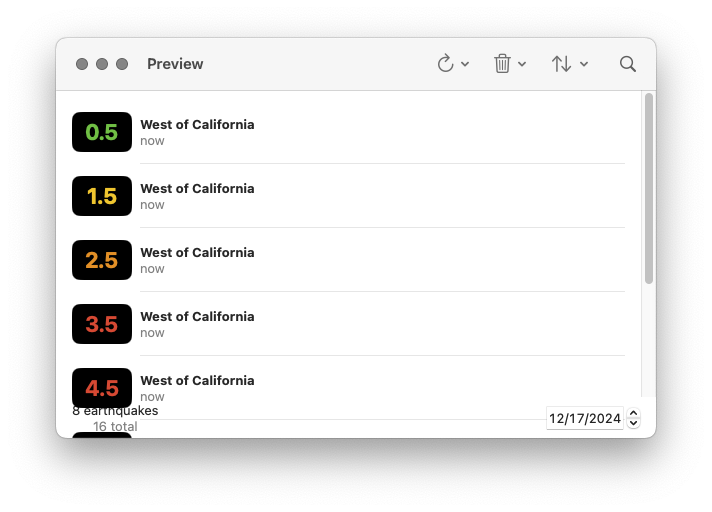 Preview
0.5
West of California
now
1.5
West of California
now
2.5
West of California
now
3.5
West of California
now
4.5
West of California
now
8 earthquakes
16 total
12/17/2024